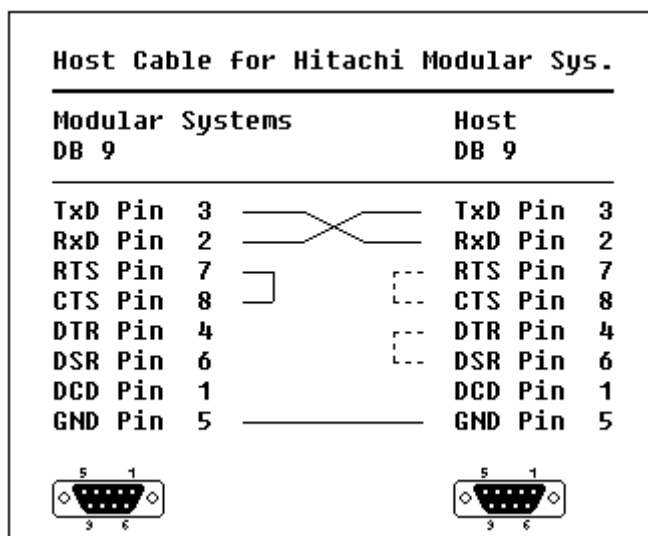 Host Cable for Hitachi Modular Sys.
Modular Systems Host
DB 9 DB 9
TxD Pin 3 TxD Pin 3
RxD Pin 2 RxD Pin 2
RTS Pin 7 RTS Pin 7
CTS Pin 8 CTS Pin 8
DTR Pin 4 DTR Pin 4
DSR Pin 6 DSR Pin 6
DCD Pin 1 DCD Pin 1
GND Pin 5 GND Pin 5
5 1 5 1
9 6 9 6